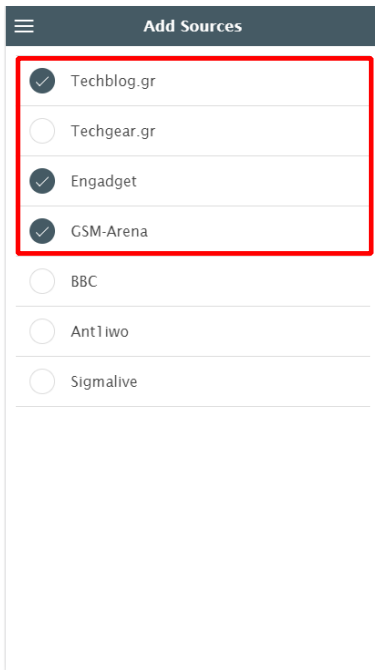 Add Sources
Techblog.gr
Techgear.gr
Engadget
GSM-Arena
BBC
Ant1iwo
Sigmalive